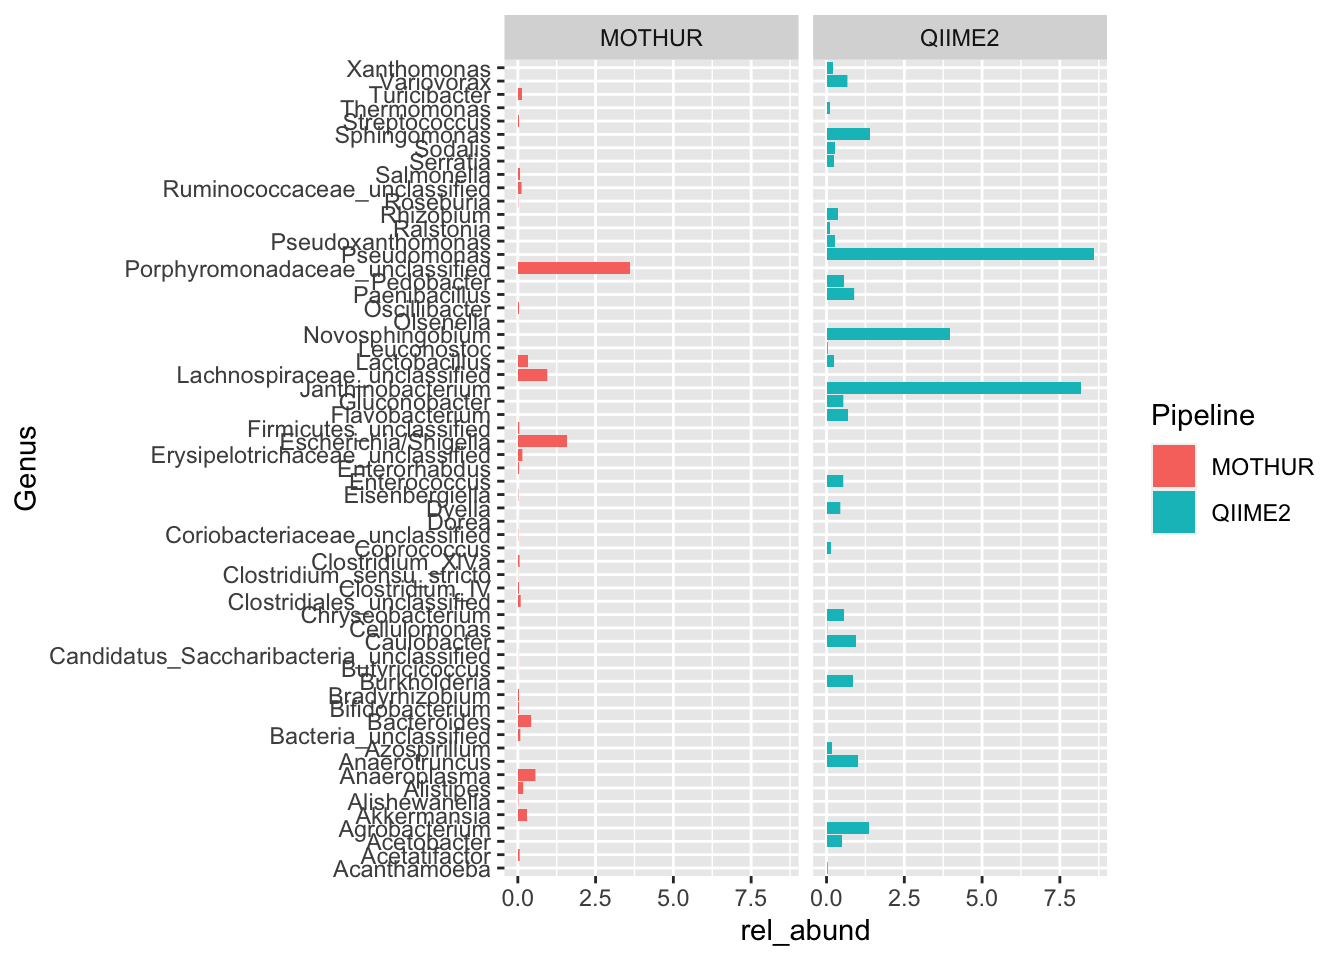 MOTHUR
QIIME2
Xanthomonas
Variovorax
Turicibacter
Thermomonas
Streptococcus
Sphingomonas
Sodalis
Serratia
Salmonella
Ruminococcaceae_unclassified
Roseburia
Rhizobium
Ralstonia
Pseudoxanthomonas
Pseudomonas
Porphyromonadaceae_unclassified
Pedobacter
Paenibacillus
Oscillibacter
Olsenella
Novosphingobium
Leuconostoc
Lactobacillus
Lachnospiraceae_unclassified
Janthinobacterium
Gluconobacter
Flavobacterium
Firmicutes_unclassified
Escherichia/Shigella
Erysipelotrichaceae_unclassified
Enterorhabdus
Enterococcus
Eisenbergiella
Dyella
Dorea
Coriobacteriaceae_unclassified
Coprococcus
Clostridium_XIVa
Clostridium_sensu_stricto
Clostridium_IV
Clostridiales_unclassified
Chryseobacterium
Cellulomonas
Caulobacter
Candidatus_Saccharibacteria_unclassified
Butyricicoccus
Burkholderia
Bradyrhizobium
Bifidobacterium
Bacteroides
Bacteria_unclassified
Azospirillum
Anaerotruncus
Anaeroplasma
Alistipes
Alishewanella
Akkermansia
Agrobacterium
Acetobacter
Acetatifactor
Acanthamoeba
Genus
0.0 2.5 5.0 7.5
0.0 2.5 5.0 7.5
rel_abund
Pipeline
MOTHUR
QIIME2